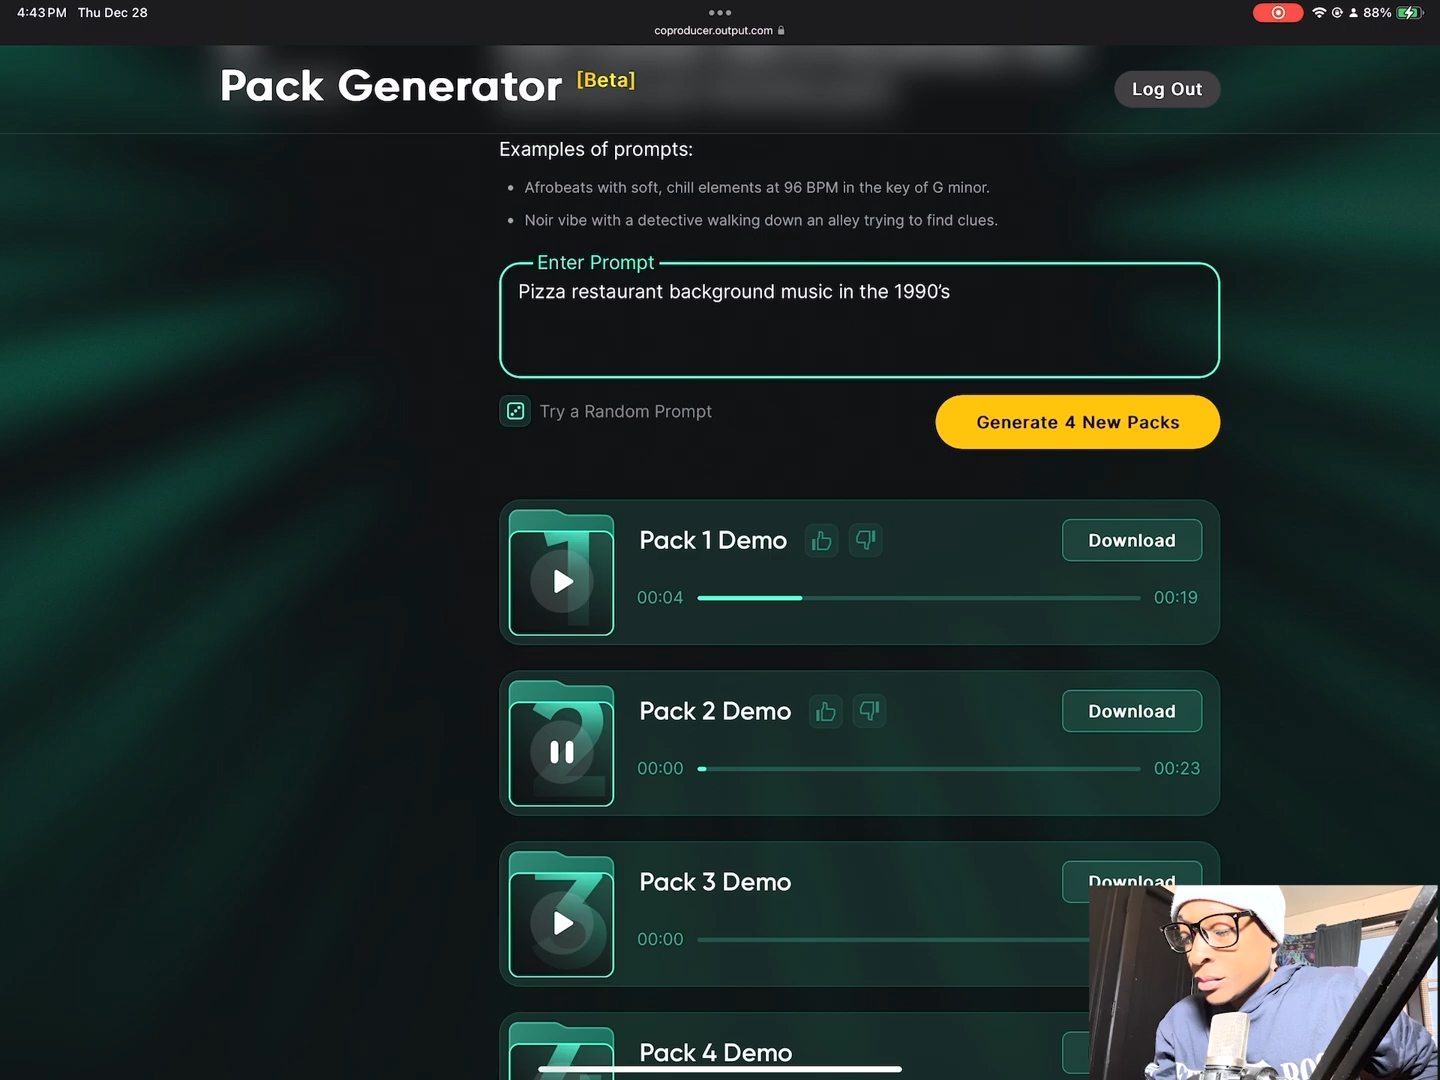 4:43 PM Thu Dec 28
88%
coproducer.output.com
Pack Generator [Beta]
Log Out
Examples of prompts:
• Afrobeats with soft, chill elements at 96 BPM in the key of G minor.
• Noir vibe with a detective walking down an alley trying to find clues.
Enter Prompt
Pizza restaurant background music in the 1990’s
Try a Random Prompt
Generate 4 New Packs
1
Pack 1 Demo
Download
00:04
00:19
2
Pack 2 Demo
Download
00:00
00:23
3
Pack 3 Demo
Download
00:00
Pack 4 Demo